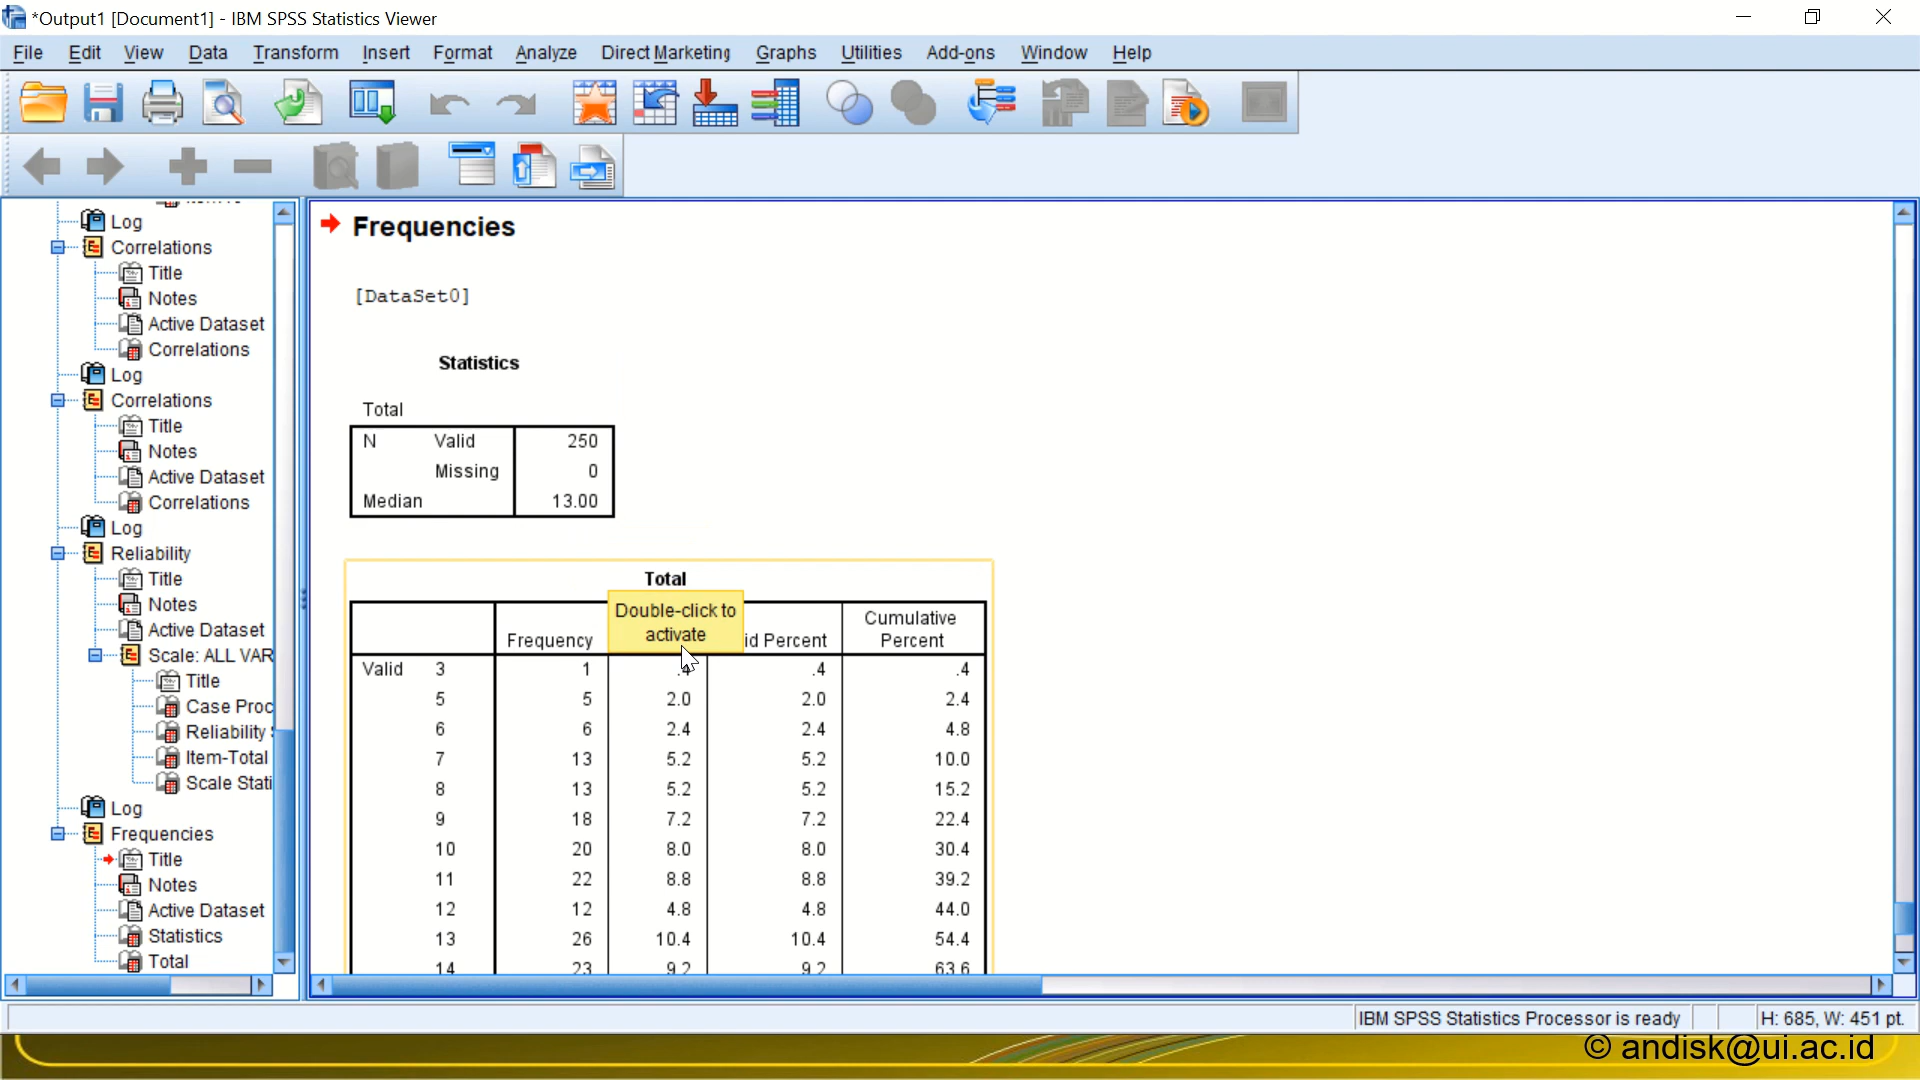 *Output1 [Document1] - IBM SPSS Statistics Viewer
File Edit View Data Transform Insert Format Analyze Direct Marketing Graphs Utilities Add-ons Window Help
Log
Correlations
Title
Notes
Active Dataset
Correlations
Log
Correlations
Title
Notes
Active Dataset
Correlations
Log
Reliability
Title
Notes
Active Dataset
Scale: ALL VAR
Title
Case Proc
Reliability
Item-Total
Scale Stati
Log
Frequencies
Title
Notes
Active Dataset
Statistics
Total
Frequencies
[DataSet0]
Statistics
Total
N Valid 250
Missing 0
Median 13.00
Total
Double-click to
activate
Frequency id Percent Cumulative
Percent
Valid 3 1 .4 .4 .4
5 5 2.0 2.0 2.4
6 6 2.4 2.4 4.8
7 13 5.2 5.2 10.0
8 13 5.2 5.2 15.2
9 18 7.2 7.2 22.4
10 20 8.0 8.0 30.4
11 22 8.8 8.8 39.2
12 12 4.8 4.8 44.0
13 26 10.4 10.4 54.4
14 23 9.2 9.2 63.6
IBM SPSS Statistics Processor is ready H: 685, W: 451 pt.
© andisk@ui.ac.id